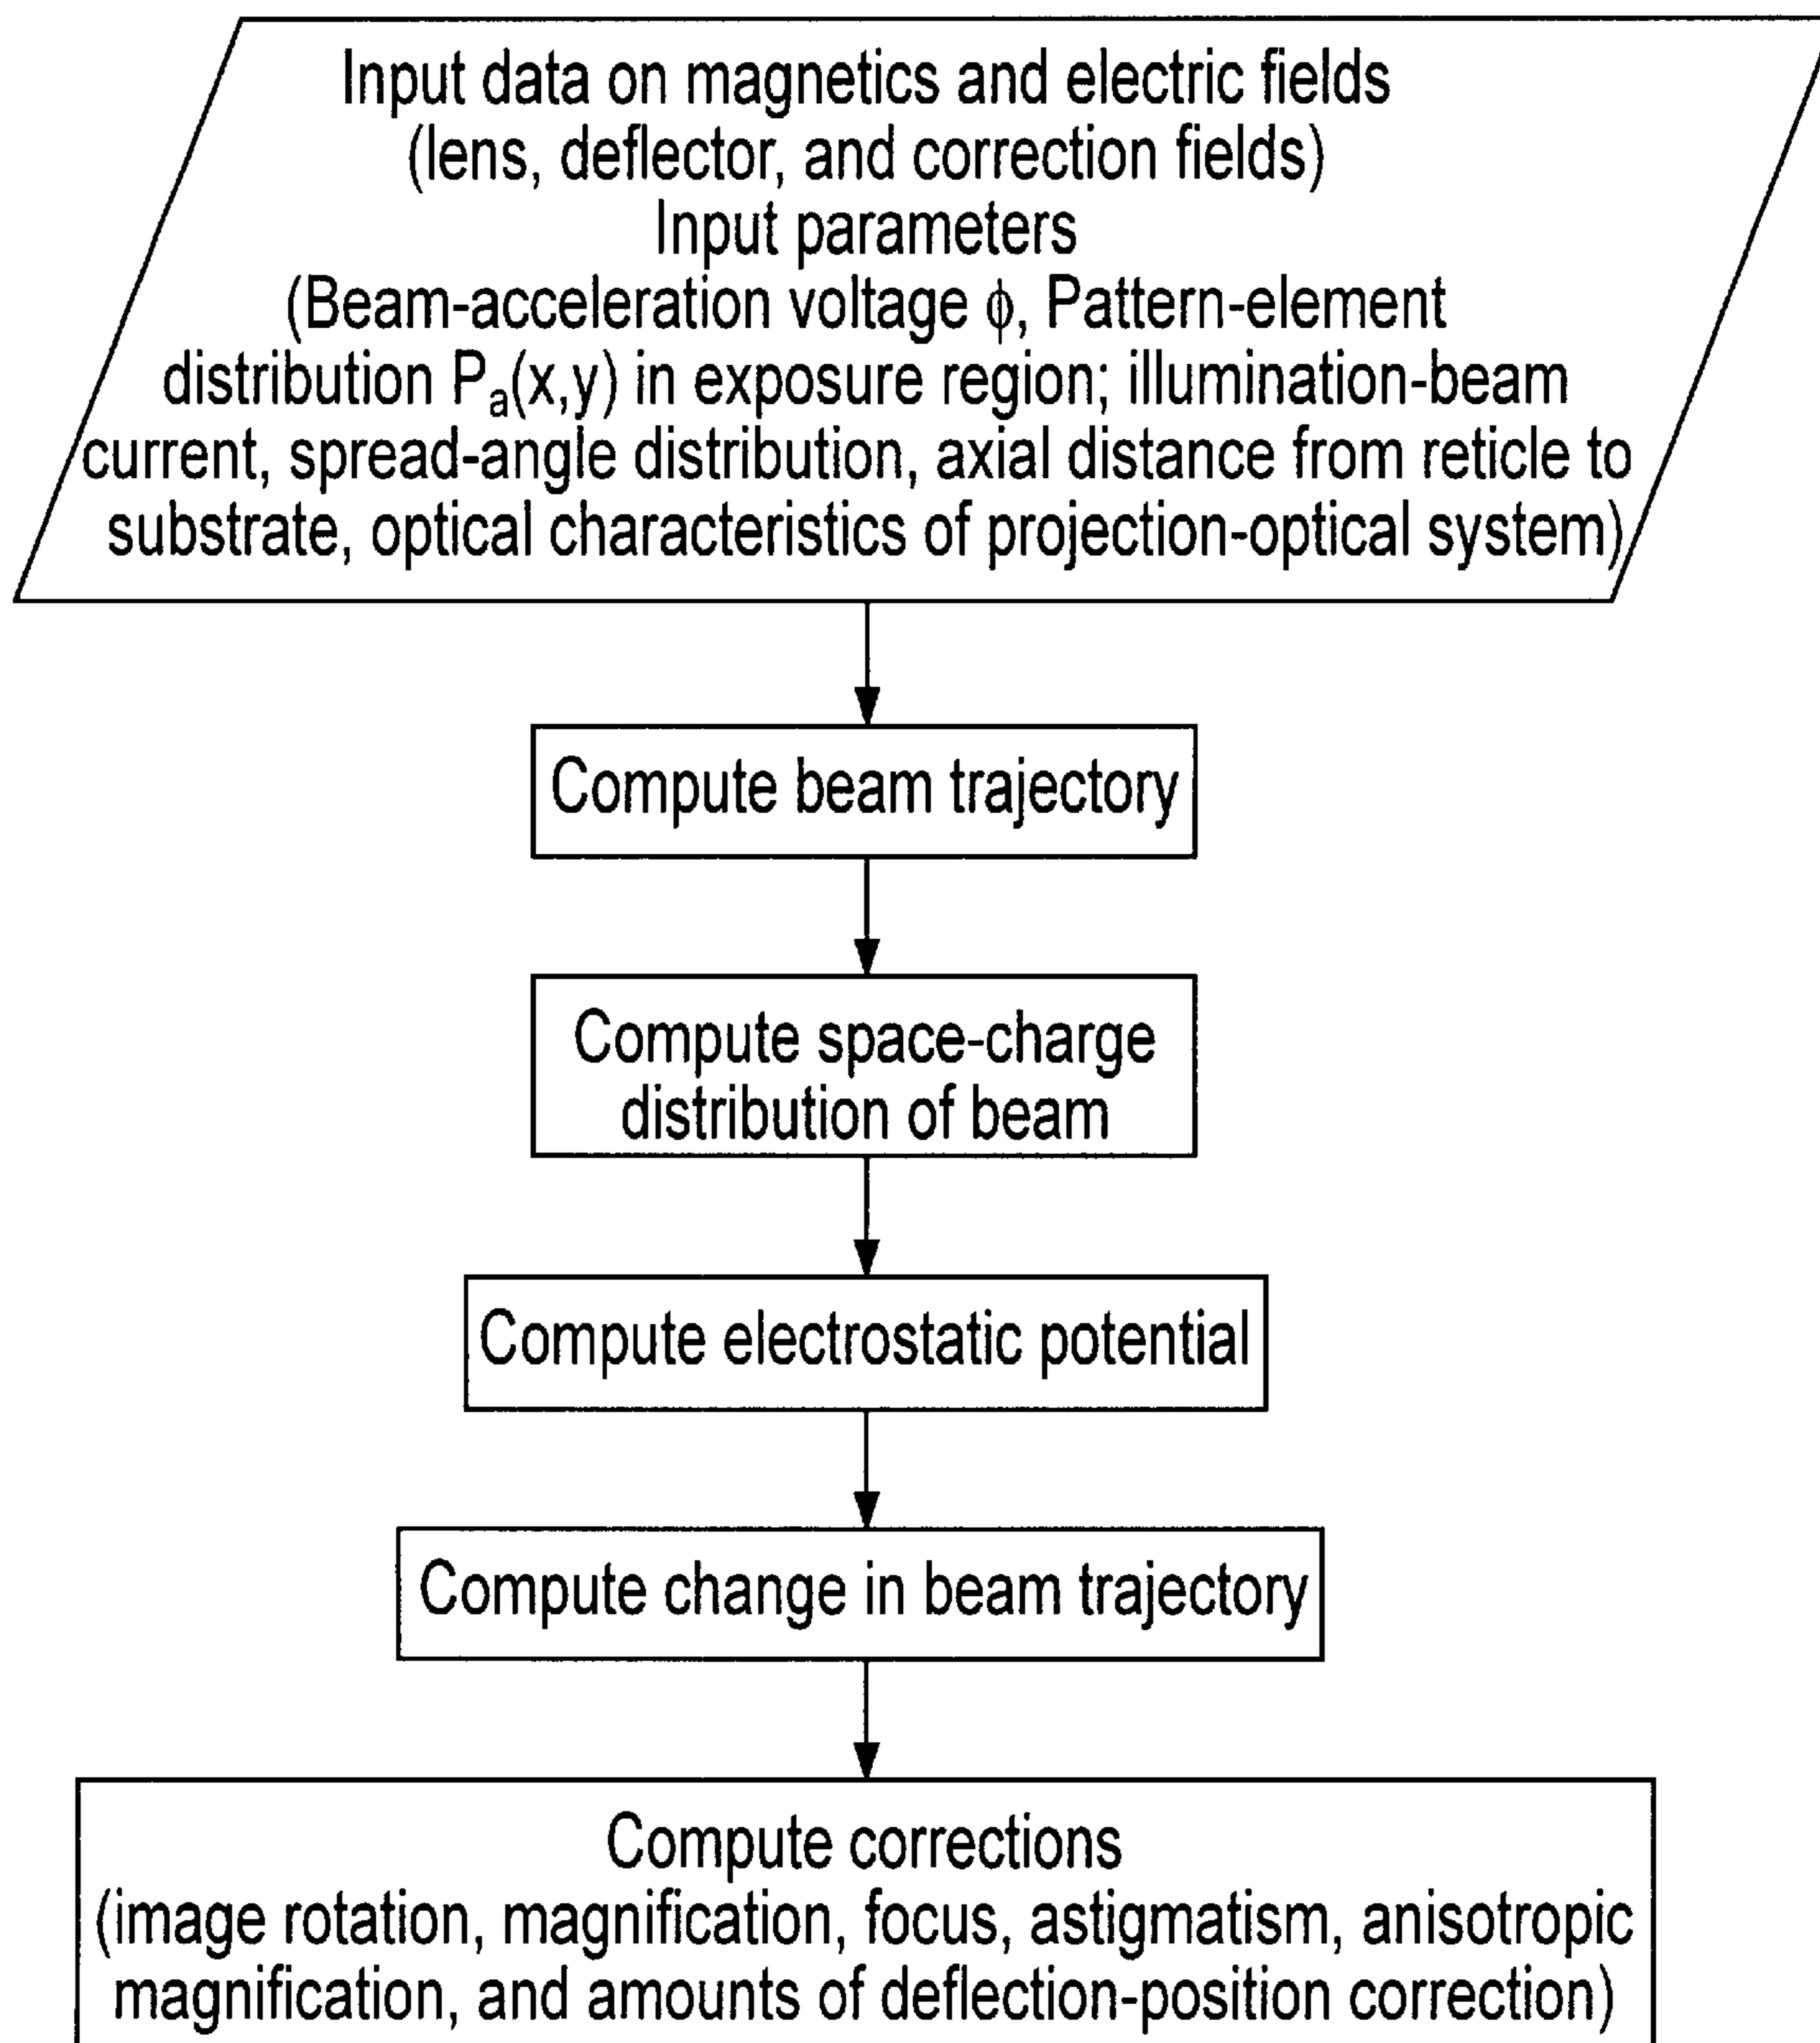 Input data on magnetics and electric fields
(lens, deflector, and correction fields)
Input parameters
(Beam-acceleration voltage ϕ, Pattern-element
distribution Pₐ(x,y) in exposure region; illumination-beam
current, spread-angle distribution, axial distance from reticle to
substrate, optical characteristics of projection-optical system)
Compute beam trajectory
Compute space-charge
distribution of beam
Compute electrostatic potential
Compute change in beam trajectory
Compute corrections
(image rotation, magnification, focus, astigmatism, anisotropic
magnification, and amounts of deflection-position correction)